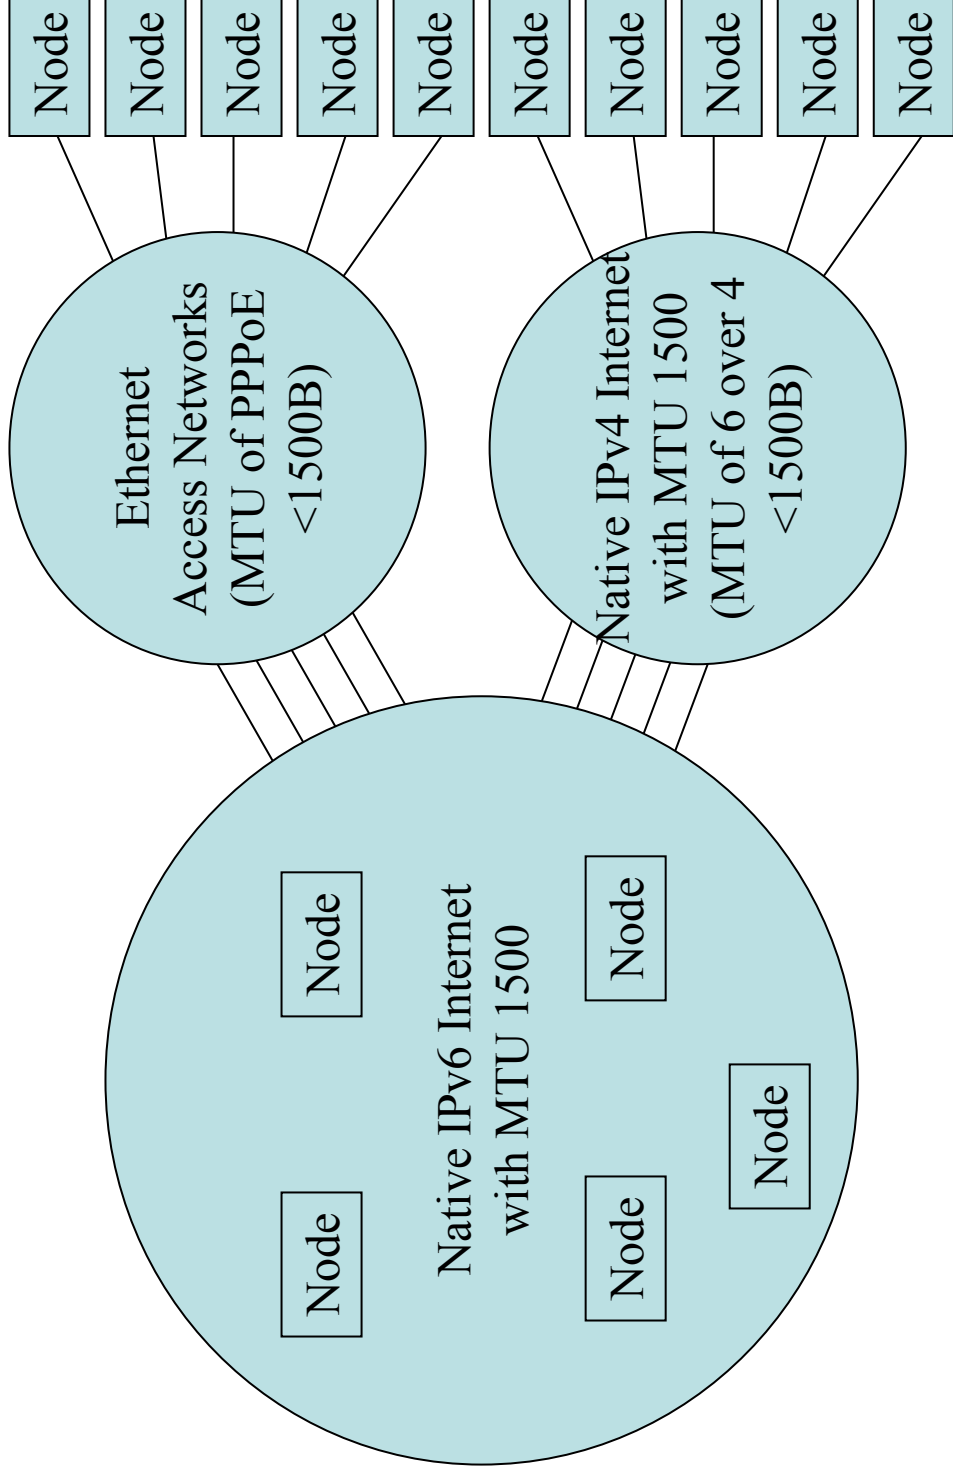 Node
Node
Node
Node
Node
Node
Node
Node
Node
Node
Ethernet
Access Networks
(MTU of PPPoE
<1500B)
Native IPv4 Internet
with MTU 1500
(MTU of 6 over 4
<1500B)
Native IPv6 Internet
with MTU 1500
Node
Node
Node
Node
Node